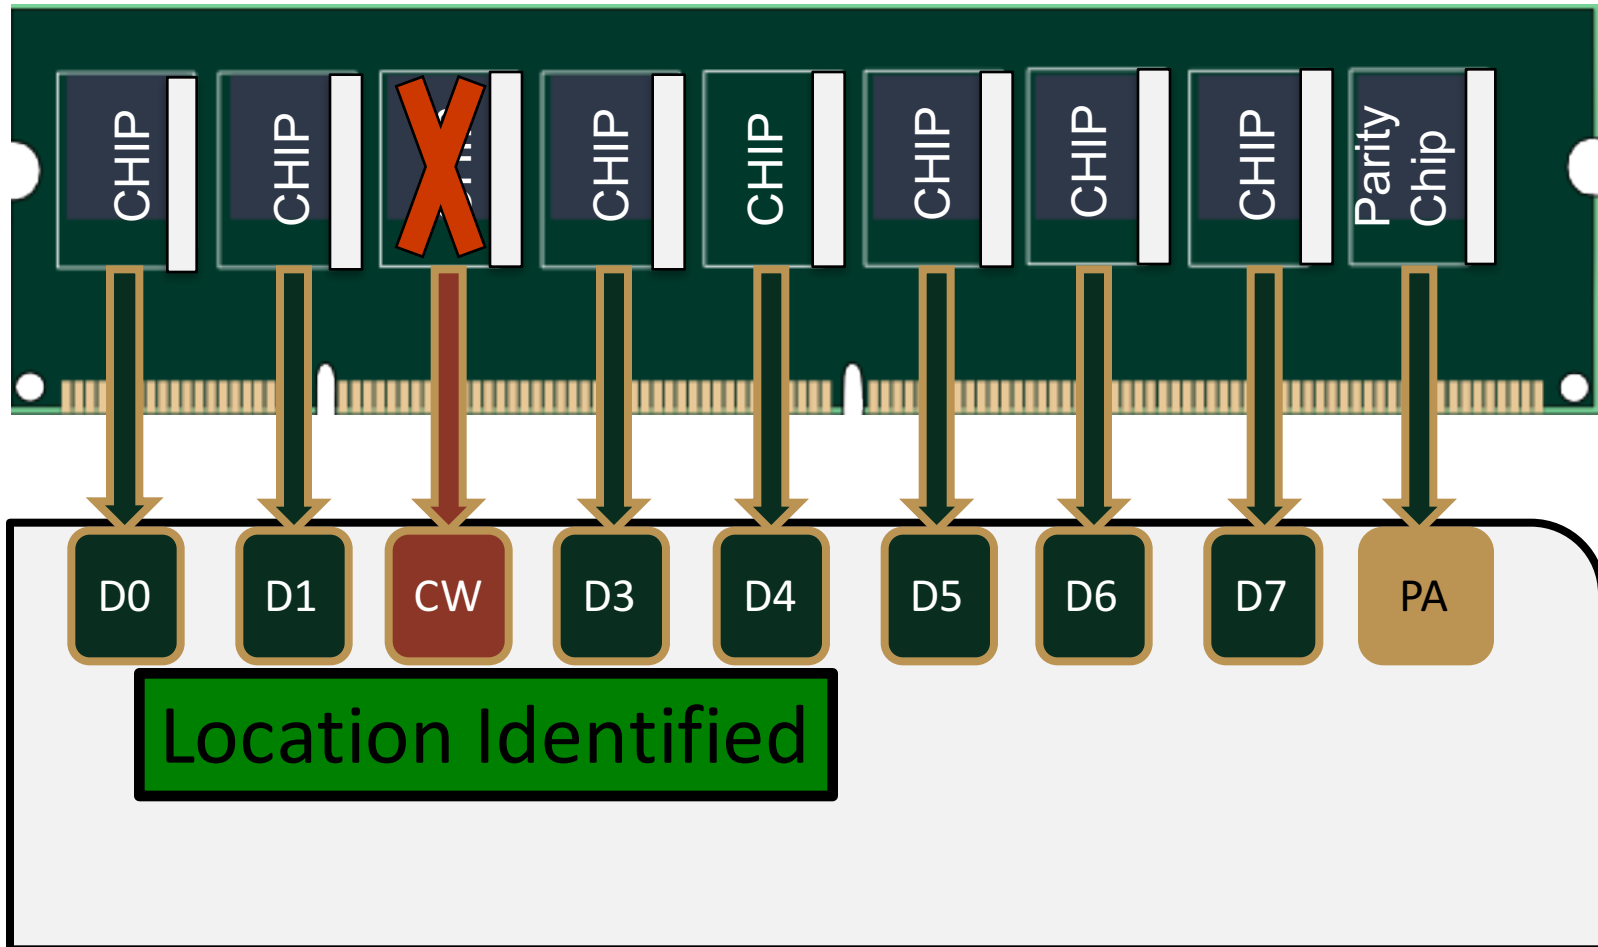 CHIP
CHIP
CHIP
CHIP
CHIP
CHIP
CHIP
Parity
Chip
D0
D1
CW
D3
D4
D5
D6
D7
PA
Location Identified